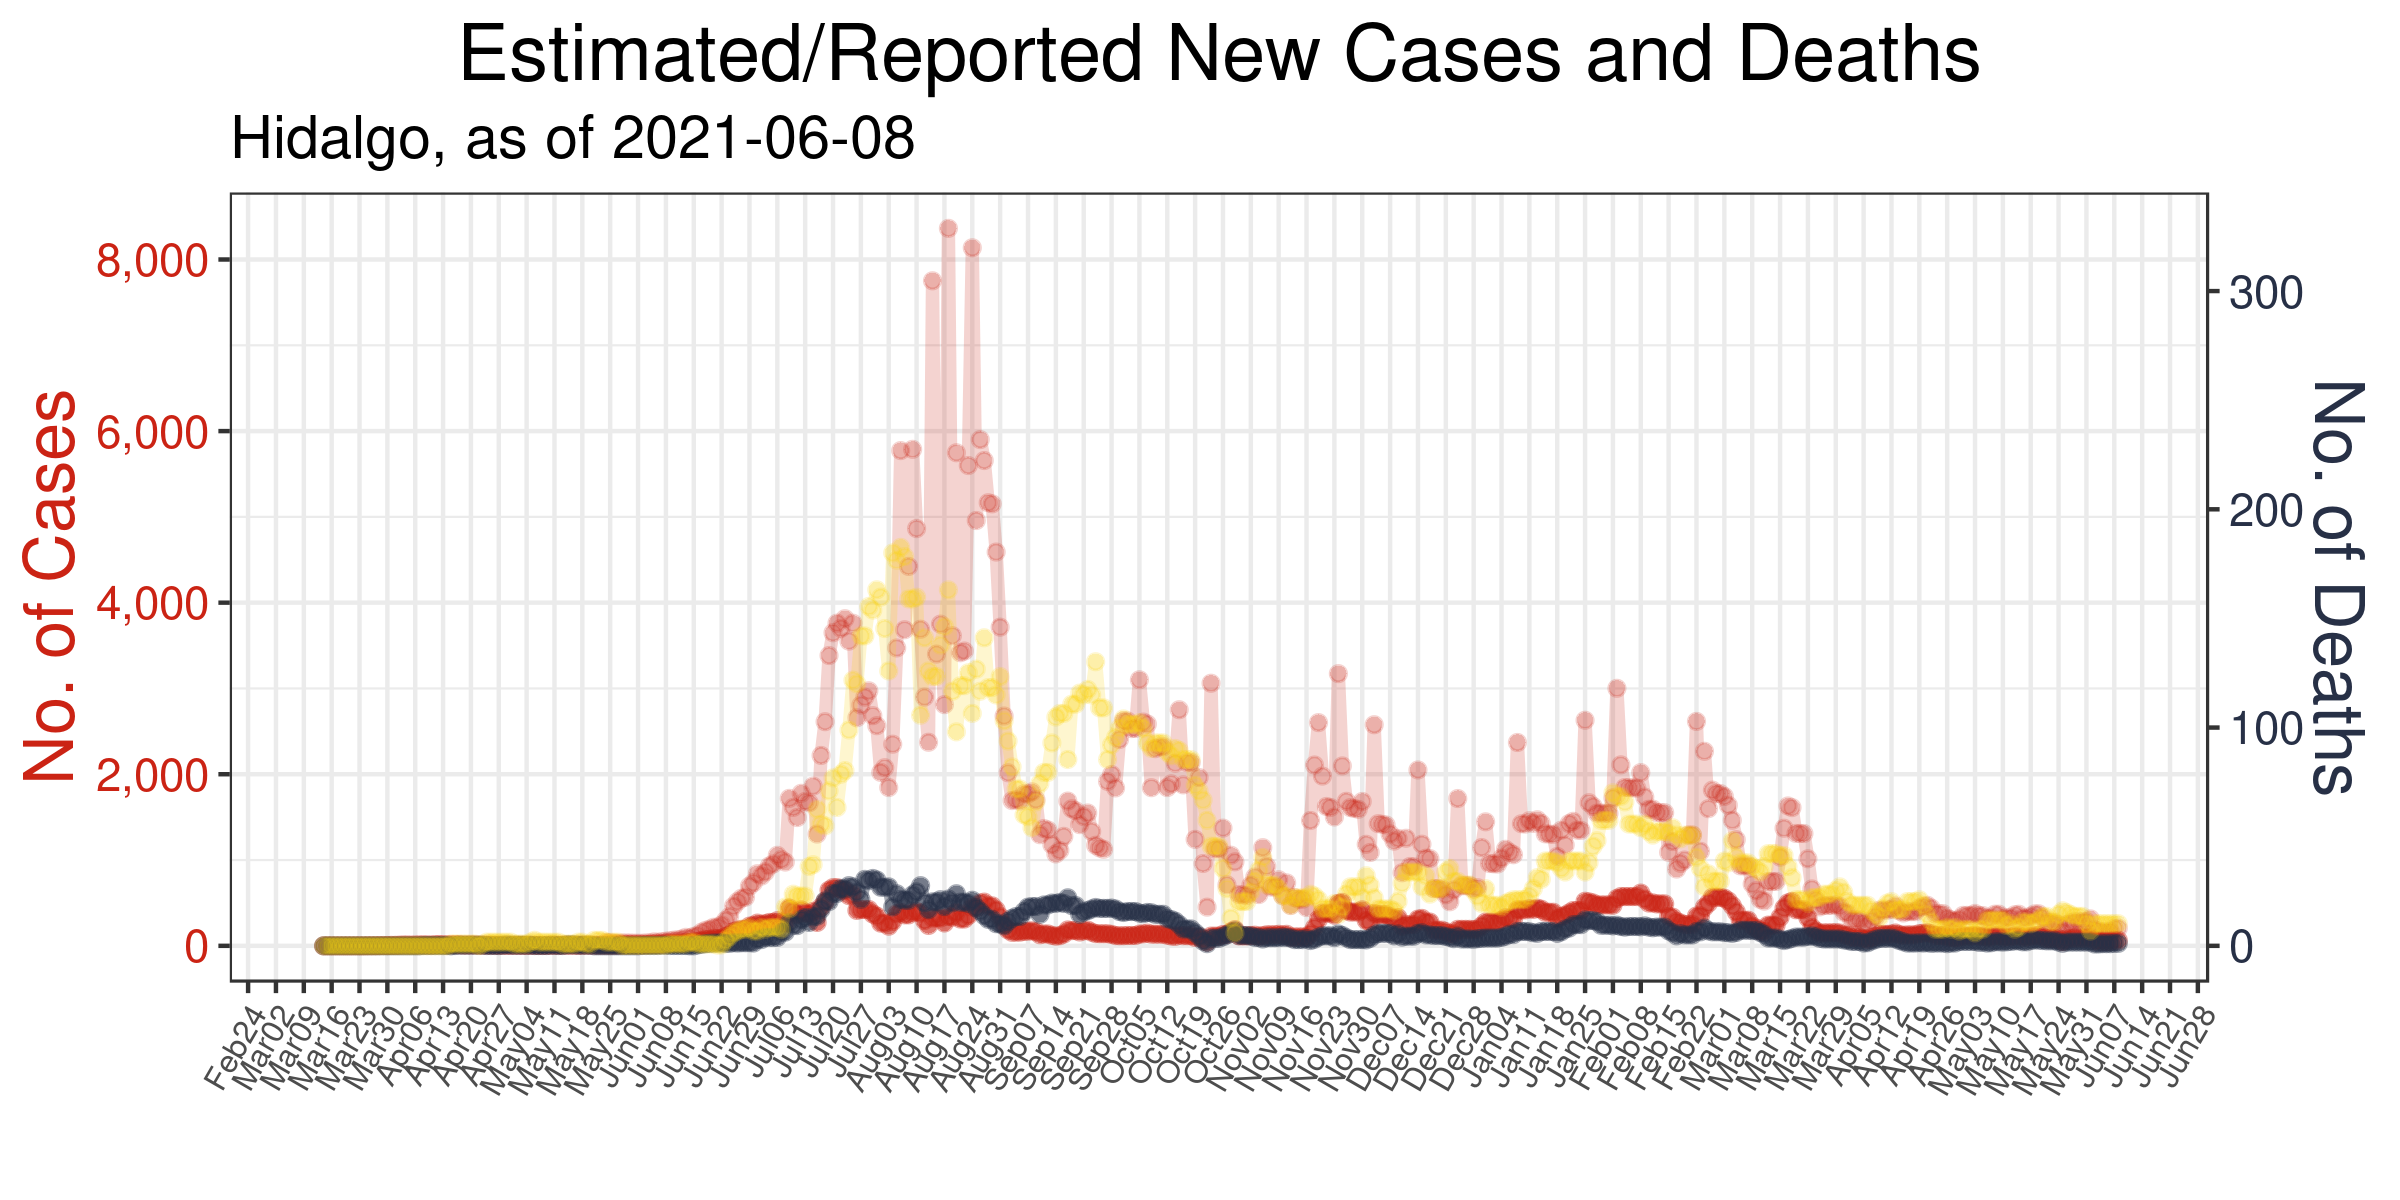 Estimated/Reported New Cases and Deaths
Hidalgo, as of 2021-06-08
No. of Cases
8,000
6,000
4,000
2,000
0
No. of Deaths
300
200
100
0
Feb24
Mar02
Mar09
Mar16
Mar23
Mar30
Apr06
Apr13
Apr20
Apr27
May04
May11
May18
May25
Jun01
Jun08
Jun15
Jun22
Jun29
Jul06
Jul13
Jul20
Jul27
Aug03
Aug10
Aug17
Aug24
Aug31
Sep07
Sep14
Sep21
Sep28
Oct05
Oct12
Oct19
Oct26
Nov02
Nov09
Nov16
Nov23
Nov30
Dec07
Dec14
Dec21
Dec28
Jan04
Jan11
Jan18
Jan25
Feb01
Feb08
Feb15
Feb22
Mar01
Mar08
Mar15
Mar22
Mar29
Apr05
Apr12
Apr19
Apr26
May03
May10
May17
May24
May31
Jun07
Jun14
Jun21
Jun28